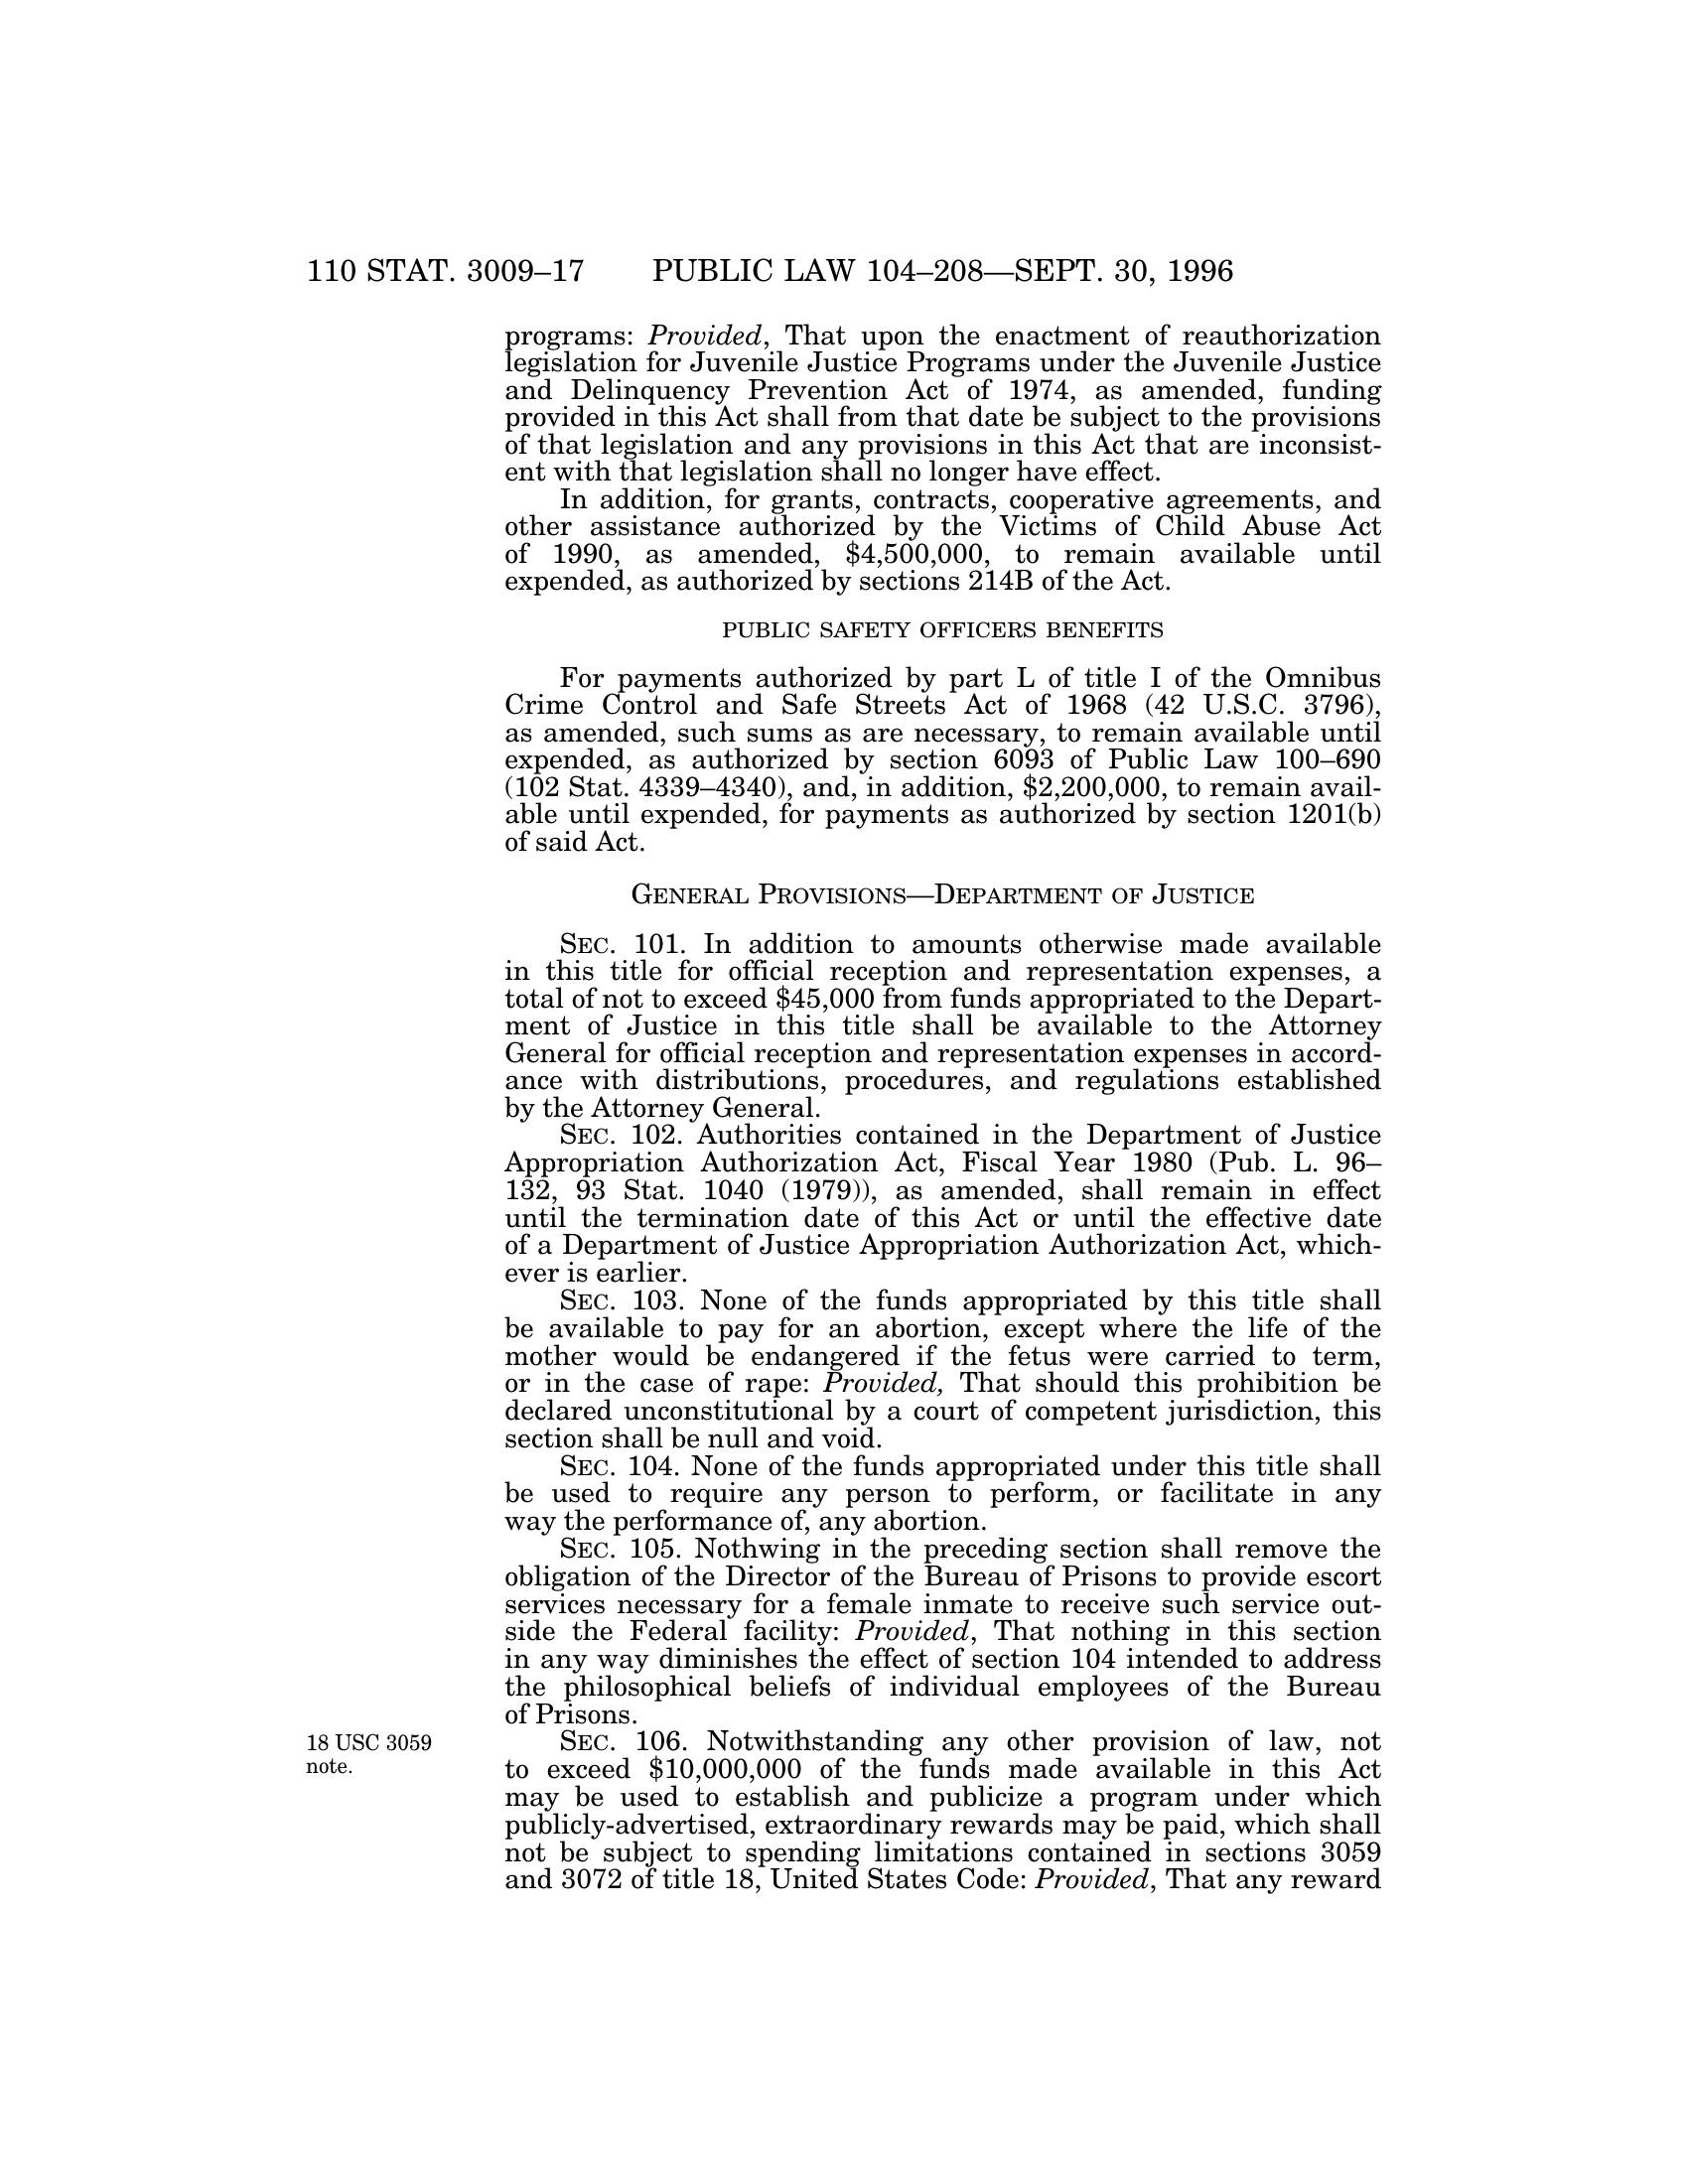 110 STAT. 3009–17 PUBLIC LAW 104–208—SEPT. 30, 1996
programs: Provided, That upon the enactment of reauthorization
legislation for Juvenile Justice Programs under the Juvenile Justice
and Delinquency Prevention Act of 1974, as amended, funding
provided in this Act shall from that date be subject to the provisions
of that legislation and any provisions in this Act that are inconsist-
ent with that legislation shall no longer have effect.
In addition, for grants, contracts, cooperative agreements, and
other assistance authorized by the Victims of Child Abuse Act
of 1990, as amended, $4,500,000, to remain available until
expended, as authorized by sections 214B of the Act.
PUBLIC SAFETY OFFICERS BENEFITS
For payments authorized by part L of title I of the Omnibus
Crime Control and Safe Streets Act of 1968 (42 U.S.C. 3796),
as amended, such sums as are necessary, to remain available until
expended, as authorized by section 6093 of Public Law 100–690
(102 Stat. 4339–4340), and, in addition, $2,200,000, to remain avail-
able until expended, for payments as authorized by section 1201(b)
of said Act.
GENERAL PROVISIONS—DEPARTMENT OF JUSTICE
SEC. 101. In addition to amounts otherwise made available
in this title for official reception and representation expenses, a
total of not to exceed $45,000 from funds appropriated to the Depart-
ment of Justice in this title shall be available to the Attorney
General for official reception and representation expenses in accord-
ance with distributions, procedures, and regulations established
by the Attorney General.
SEC. 102. Authorities contained in the Department of Justice
Appropriation Authorization Act, Fiscal Year 1980 (Pub. L. 96–
132, 93 Stat. 1040 (1979)), as amended, shall remain in effect
until the termination date of this Act or until the effective date
of a Department of Justice Appropriation Authorization Act, which-
ever is earlier.
SEC. 103. None of the funds appropriated by this title shall
be available to pay for an abortion, except where the life of the
mother would be endangered if the fetus were carried to term,
or in the case of rape: Provided, That should this prohibition be
declared unconstitutional by a court of competent jurisdiction, this
section shall be null and void.
SEC. 104. None of the funds appropriated under this title shall
be used to require any person to perform, or facilitate in any
way the performance of, any abortion.
SEC. 105. Nothwing in the preceding section shall remove the
obligation of the Director of the Bureau of Prisons to provide escort
services necessary for a female inmate to receive such service out-
side the Federal facility: Provided, That nothing in this section
in any way diminishes the effect of section 104 intended to address
the philosophical beliefs of individual employees of the Bureau
of Prisons.
18 USC 3059
note.
SEC. 106. Notwithstanding any other provision of law, not
to exceed $10,000,000 of the funds made available in this Act
may be used to establish and publicize a program under which
publicly-advertised, extraordinary rewards may be paid, which shall
not be subject to spending limitations contained in sections 3059
and 3072 of title 18, United States Code: Provided, That any reward